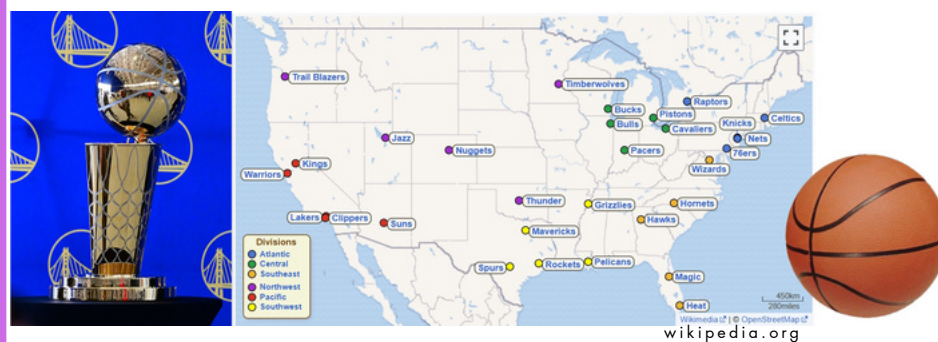 Trail Blazers
Timberwolves
Bucks
Raptors
Pistons
Knicks
Celtics
Bulls
Cavaliers
Jazz
Nets
Nuggets
Pacers
76ers
Kings
Wizards
Warriors
Thunder
Grizzlies
Hornets
Lakers
Clippers
Suns
Hawks
Mavericks
Divisions
Atlantic
Central
Southeast
Northwest
Pacific
Southwest
Spurs
Rockets
Pelicans
Magic
Heat
450km
280miles
Wikimedia | © OpenStreetMap
wikipedia.org